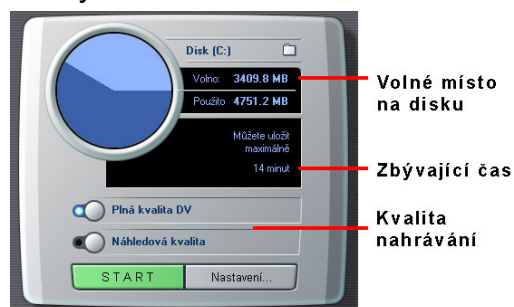 Disk (C:)
Volno: 3409.8 MB
Použito 4751.2 MB
Můžete uložit
maximálně
14 minut
Plná kvalita DV
Náhledová kvalita
START
Nastavení...
Volné místo
na disku
Zbývající čas
Kvalita
nahrávání